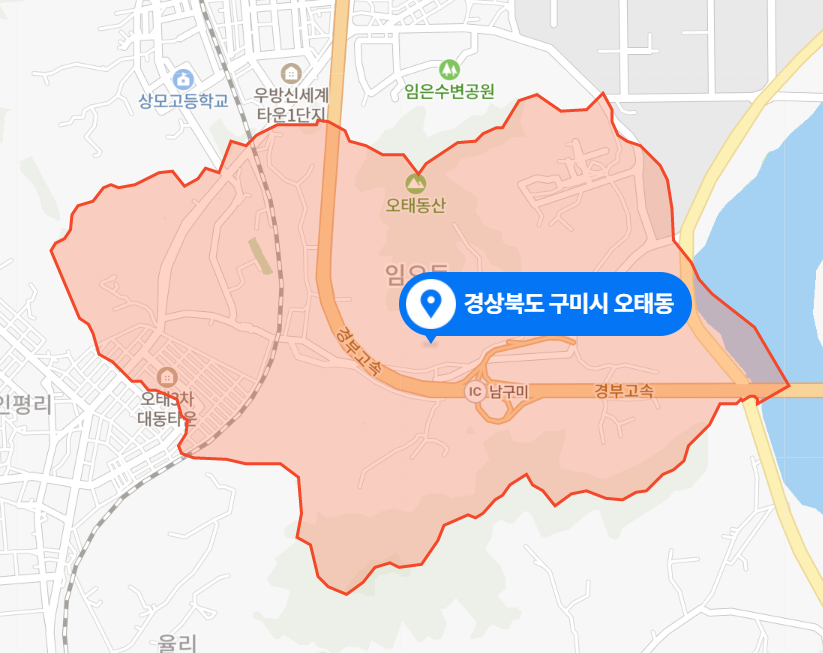 임은수변공원
상모고등학교
우방신세계
타운1단지
오태동산
임오동
경상북도 구미시 오태동
경부고속
IC
남구미
경부고속
오태3차
대동타운
인평리
율리